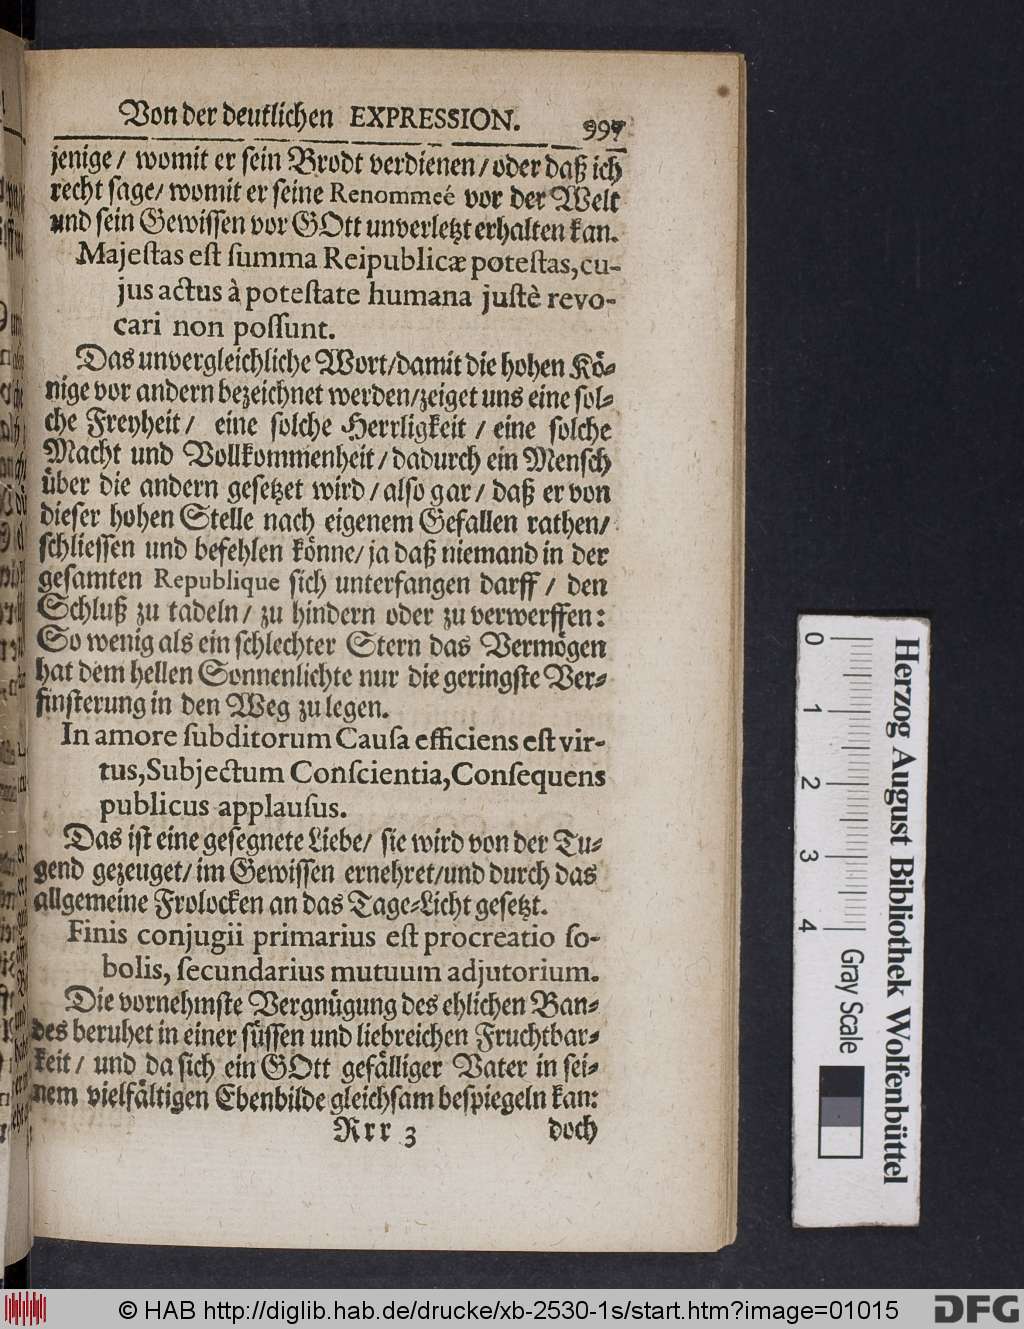 Von der deutlichen EXPRESSION. 997
jenige / womit er sein Brodt verdienen / oder daß ich
recht sage / womit er seine Renommeé vor der Welt
und sein Gewissen vor GOtt unverletzt erhalten kan.
Majeſtas eſt ſumma Reipublicæ poteſtas, cu-
jus actus à poteſtate humana juſtè revo-
cari non poſſunt.
Das unvergleichliche Wort / damit die hohen Kö-
nige vor andern bezeichnet werden / zeiget uns eine sol-
che Freyheit / eine solche Herrligkeit / eine solche
Macht und Vollkommenheit / dadurch ein Mensch
über die andern gesetzet wird / also gar / daß er von
dieser hohen Stelle nach eigenem Gefallen rathen /
schliessen und befehlen könne / ja daß niemand in der
gesamten Republique sich unterfangen darff / den
Schluß zu tadeln / zu hindern oder zu verwerffen:
So wenig als ein schlechter Stern das Vermögen
hat dem hellen Sonnenlichte nur die geringste Ver-
finsterung in den Weg zu legen.
In amore ſubditorum Cauſa efficiens eſt vir-
tus, Subjectum Conſcientia, Conſequens
publicus applauſus.
Das ist eine gesegnete Liebe / sie wird von der Tu-
gend gezeuget / im Gewissen ernehret / und durch das
allgemeine Frolocken an das Tage-Licht gesetzt.
Finis conjugii primarius eſt procreatio ſo-
bolis, ſecundarius mutuum adjutorium.
Die vornehmste Vergnügung des ehlichen Ban-
des beruhet in einer süssen und liebreichen Fruchtbar-
keit / und da sich ein GOtt gefälliger Vater in sei-
nem vielfältigen Ebenbilde gleichsam bespiegeln kan:
Rrr 3 doch
0 1 2 3 4
Herzog August Bibliothek Wolfenbüttel
Gray Scale
© HAB http://diglib.hab.de/drucke/xb-2530-1s/start.htm?image=01015
DFG